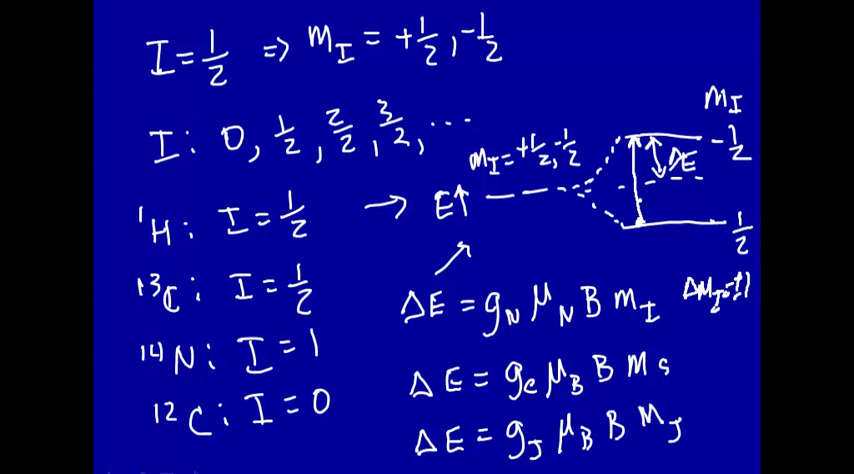 I = 1/2 => m_I = +1/2, -1/2
I: 0, 1/2, 2/2, 3/2, ...
m_I
m_I = +1/2, -1/2
-1/2
ΔE
¹H: I = 1/2
→ E↑
1/2
¹³C: I = 1/2
ΔE = g_N μ_N B m_I
ΔM_I = ±1
¹⁴N: I = 1
ΔE = g_e μ_B B m_s
¹²C: I = 0
ΔE = g_J μ_B B M_J